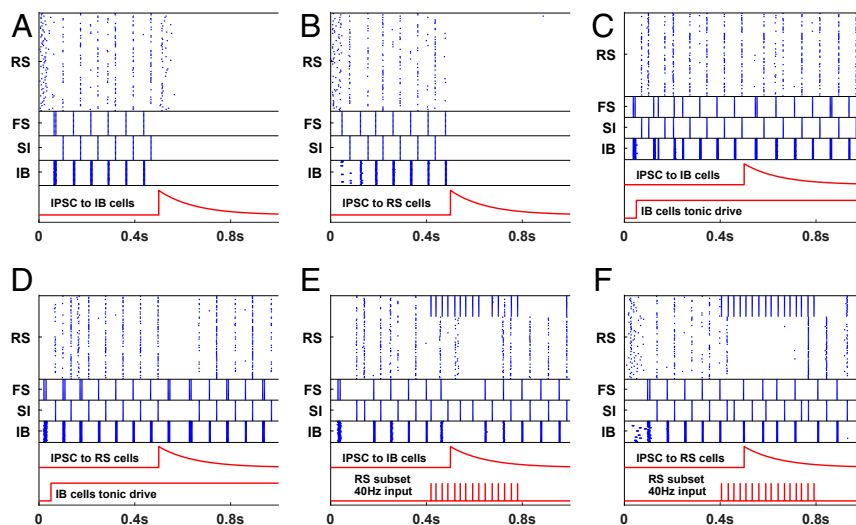 A
RS
FS
SI
IB
IPSC to IB cells
0 0.4s 0.8s
B
RS
FS
SI
IB
IPSC to RS cells
0 0.4s 0.8s
C
RS
FS
SI
IB
IPSC to IB cells
IB cells tonic drive
0 0.4s 0.8s
D
RS
FS
SI
IB
IPSC to RS cells
IB cells tonic drive
0 0.4s 0.8s
E
RS
FS
SI
IB
IPSC to IB cells
RS subset
40Hz input
0 0.4s 0.8s
F
RS
FS
SI
IB
IPSC to RS cells
RS subset
40Hz input
0 0.4s 0.8s